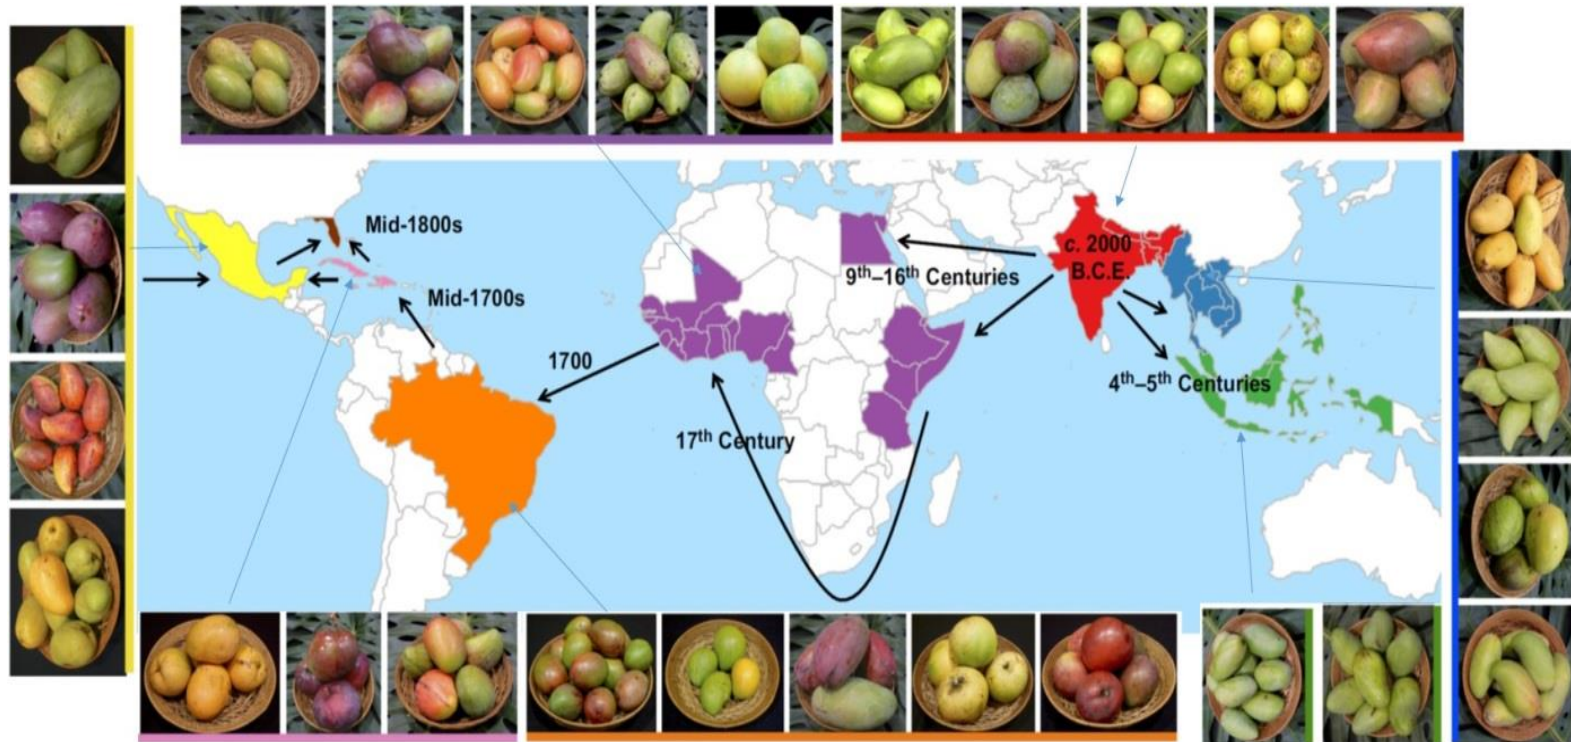 Mid-1800s
Mid-1700s
1700
17th Century
9th–16th Centuries
c. 2000
B.C.E.
4th–5th Centuries